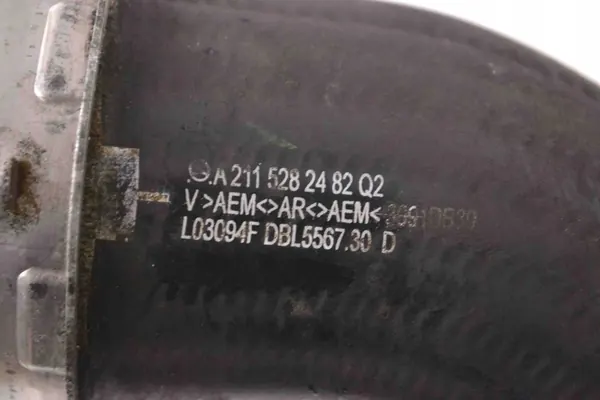 A 211 528 24 82 Q2
V >AEM<>AR<>AEM<
L03094F DBL5567.30 D